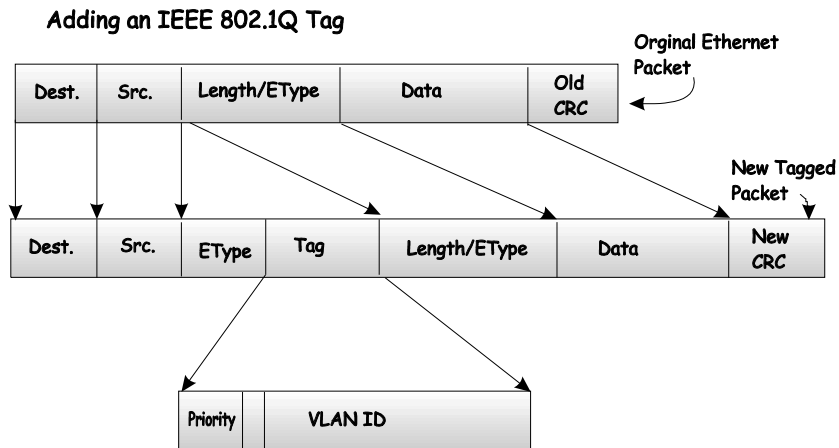 Adding an IEEE 802.1Q Tag
Orginal Ethernet
Packet
Dest. Src. Length/EType Data Old
CRC
New Tagged
Packet
Dest. Src. EType Tag Length/EType Data New
CRC
Priority VLAN ID